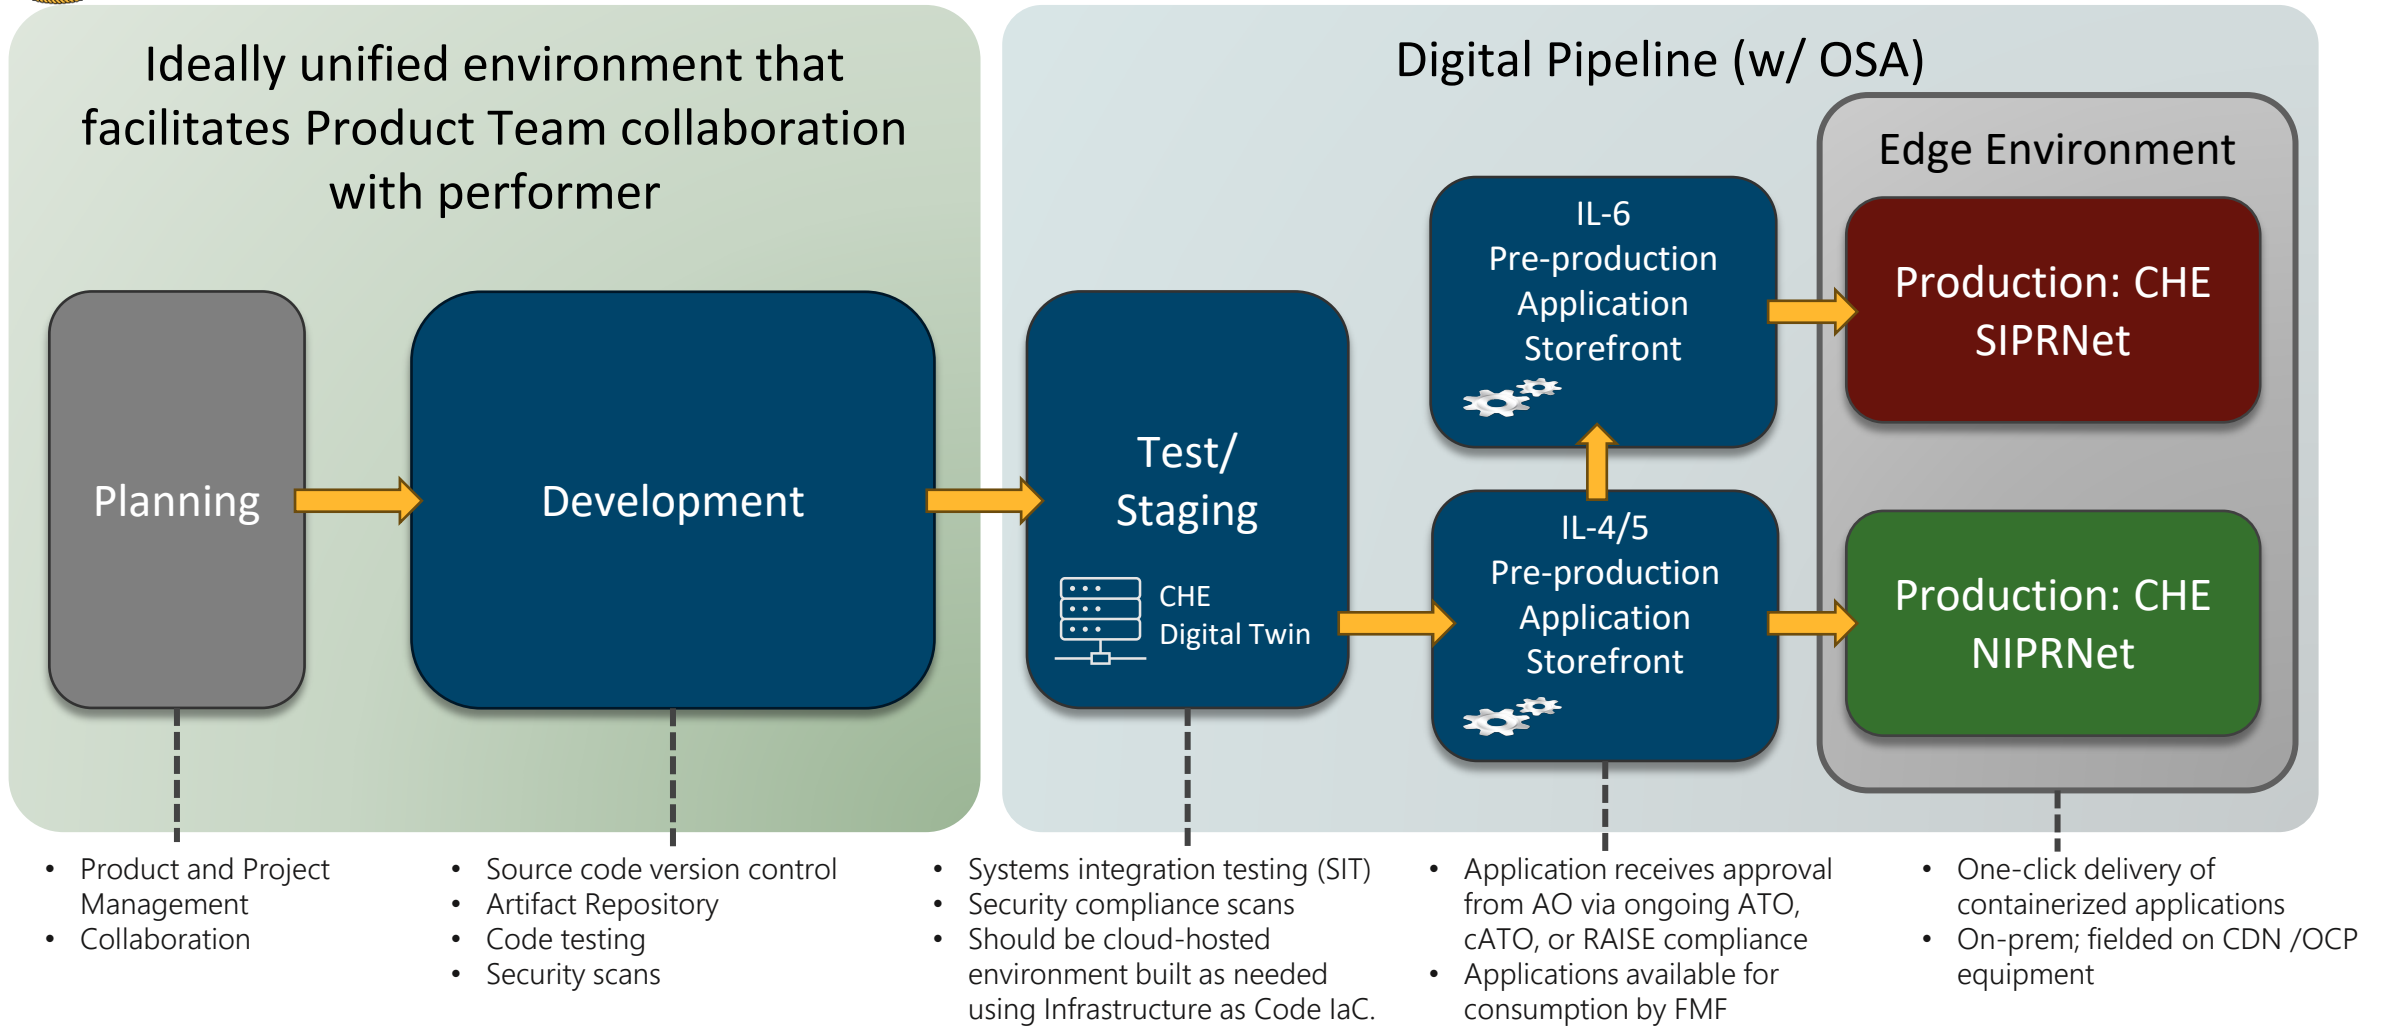 Ideally unified environment that
facilitates Product Team collaboration
with performer
Planning
Development
Digital Pipeline (w/ OSA)
Test/
Staging
CHE
Digital Twin
IL-6
Pre-production
Application
Storefront
IL-4/5
Pre-production
Application
Storefront
Edge Environment
Production: CHE
SIPRNet
Production: CHE
NIPRNet
• Product and Project
Management
• Collaboration
• Source code version control
• Artifact Repository
• Code testing
• Security scans
• Systems integration testing (SIT)
• Security compliance scans
• Should be cloud-hosted
environment built as needed
using Infrastructure as Code IaC.
• Application receives approval
from AO via ongoing ATO,
cATO, or RAISE compliance
• Applications available for
consumption by FMF
• One-click delivery of
containerized applications
• On-prem; fielded on CDN /OCP
equipment